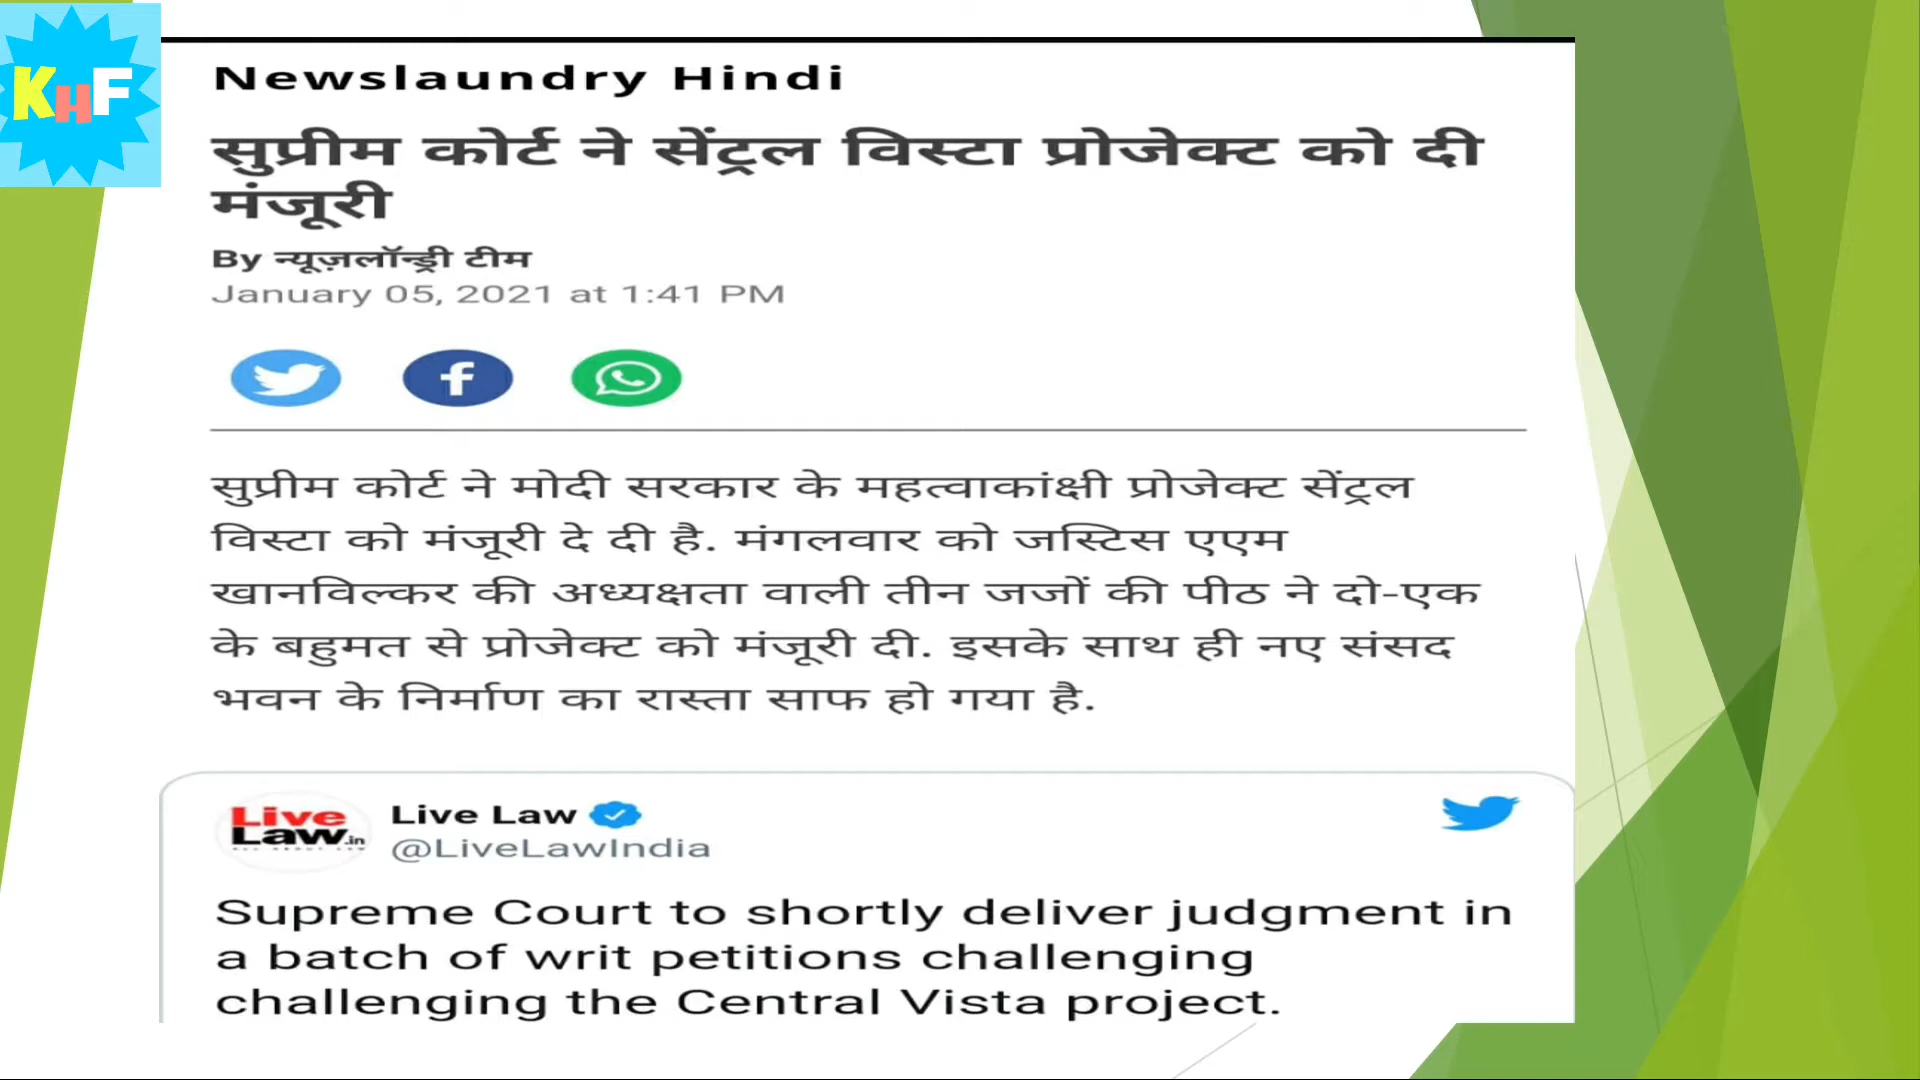 KHF
Newslaundry Hindi
सुप्रीम कोर्ट ने सेंट्रल विस्टा प्रोजेक्ट को दी
मंजूरी
By न्यूज़लॉन्ड्री टीम
January 05, 2021 at 1:41 PM
सुप्रीम कोर्ट ने मोदी सरकार के महत्वाकांक्षी प्रोजेक्ट सेंट्रल
विस्टा को मंजूरी दे दी है. मंगलवार को जस्टिस एएम
खानविल्कर की अध्यक्षता वाली तीन जजों की पीठ ने दो-एक
के बहुमत से प्रोजेक्ट को मंजूरी दी. इसके साथ ही नए संसद
भवन के निर्माण का रास्ता साफ हो गया है.
Live Law
Live Law.in
@LiveLawIndia
Supreme Court to shortly deliver judgment in
a batch of writ petitions challenging
challenging the Central Vista project.